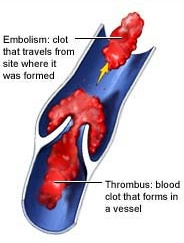 Embolism: clot
that travels from
site where it
was formed
Thrombus: blood
clot that forms in
a vessel